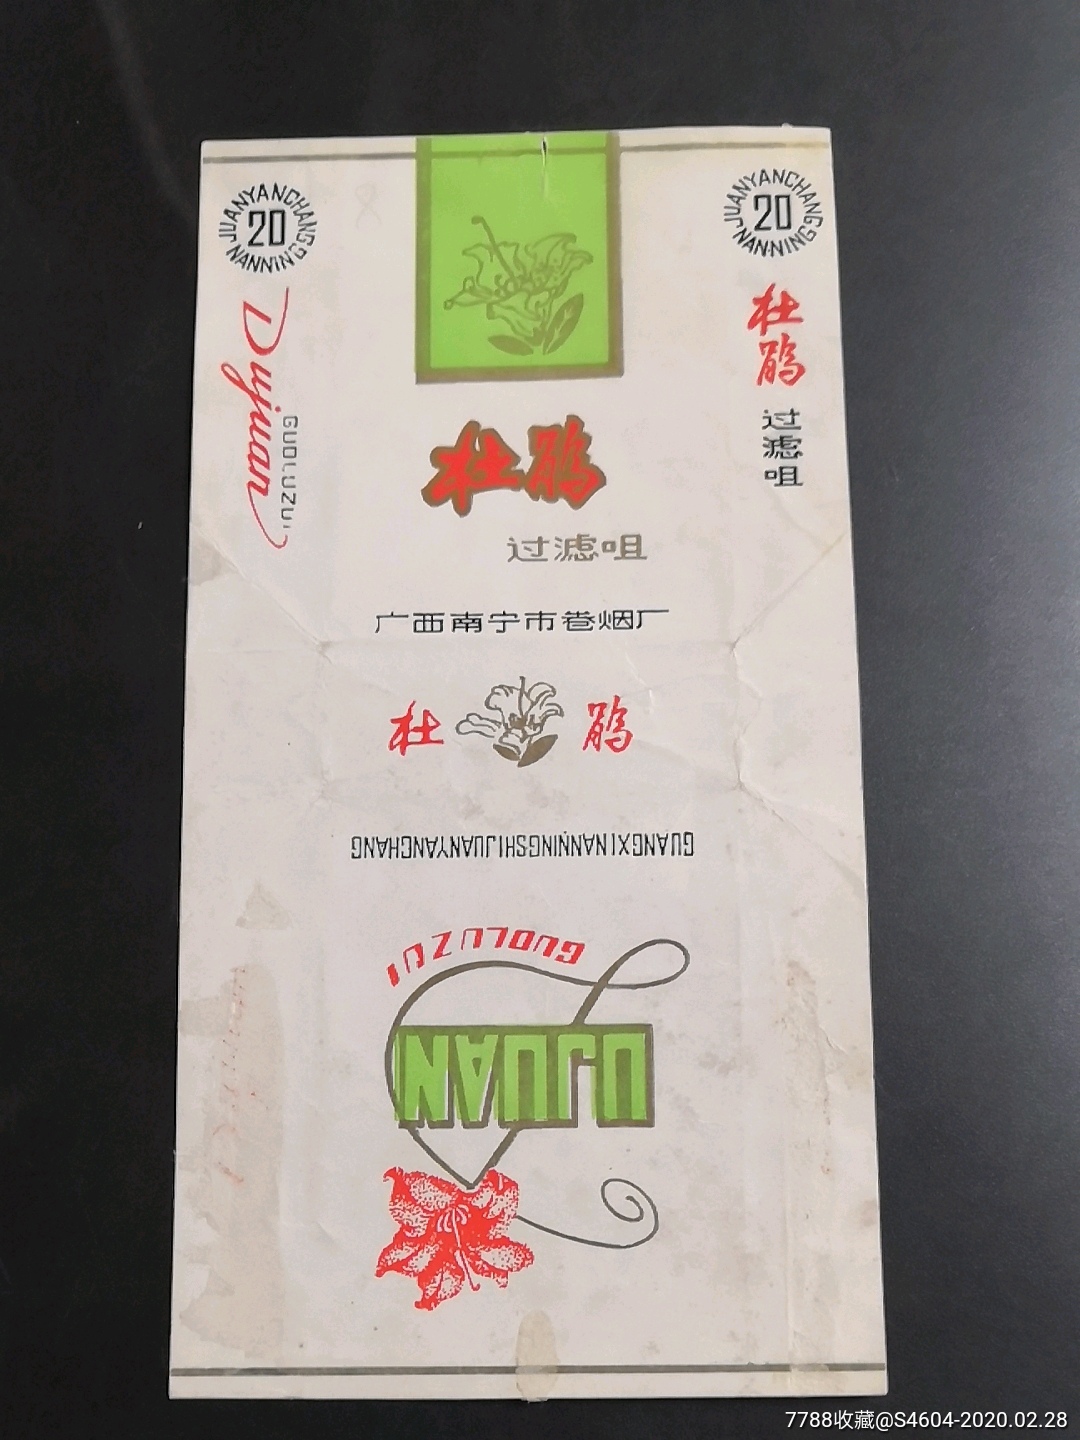 JUANYANCHANG
20
NANNING
JUANYANCHANG
20
NANNING
Dujuan
GUOLUZUI
杜鹃
过滤咀
杜鹃
过滤咀
广西南宁市卷烟厂
杜 鹃
GUANGXINANNINGSHIJUANYANCHANG
GUOLUZUI
DUJUAN
7788收藏@S4604-2020.02.28